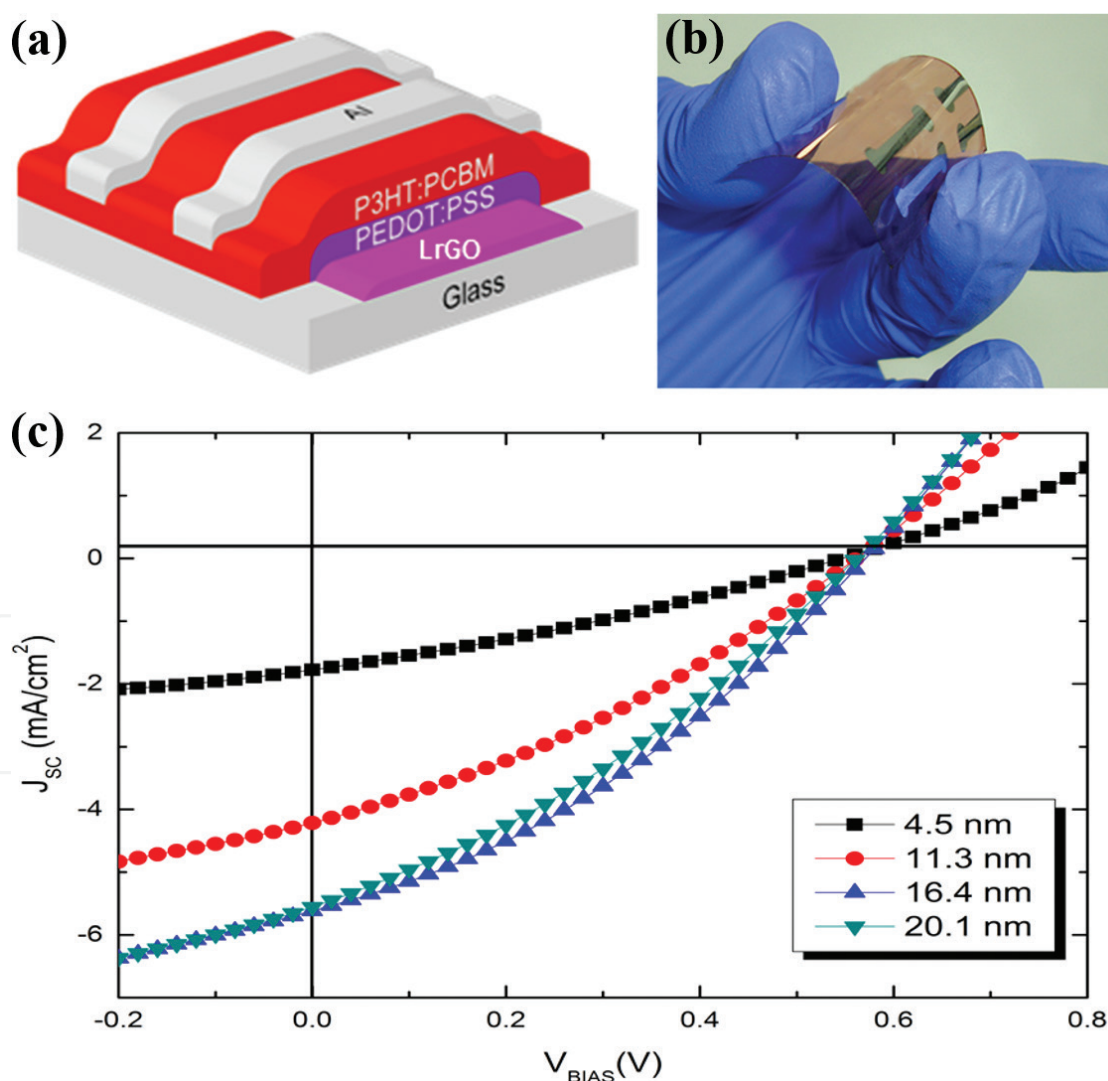 (a)
Al
P3HT:PCBM
PEDOT:PSS
LrGO
Glass
(b)
(c)
2
0
-2
-4
-6
J_SC (mA/cm²)
4.5 nm
11.3 nm
16.4 nm
20.1 nm
-0.2 0.0 0.2 0.4 0.6 0.8
V_BIAS(V)